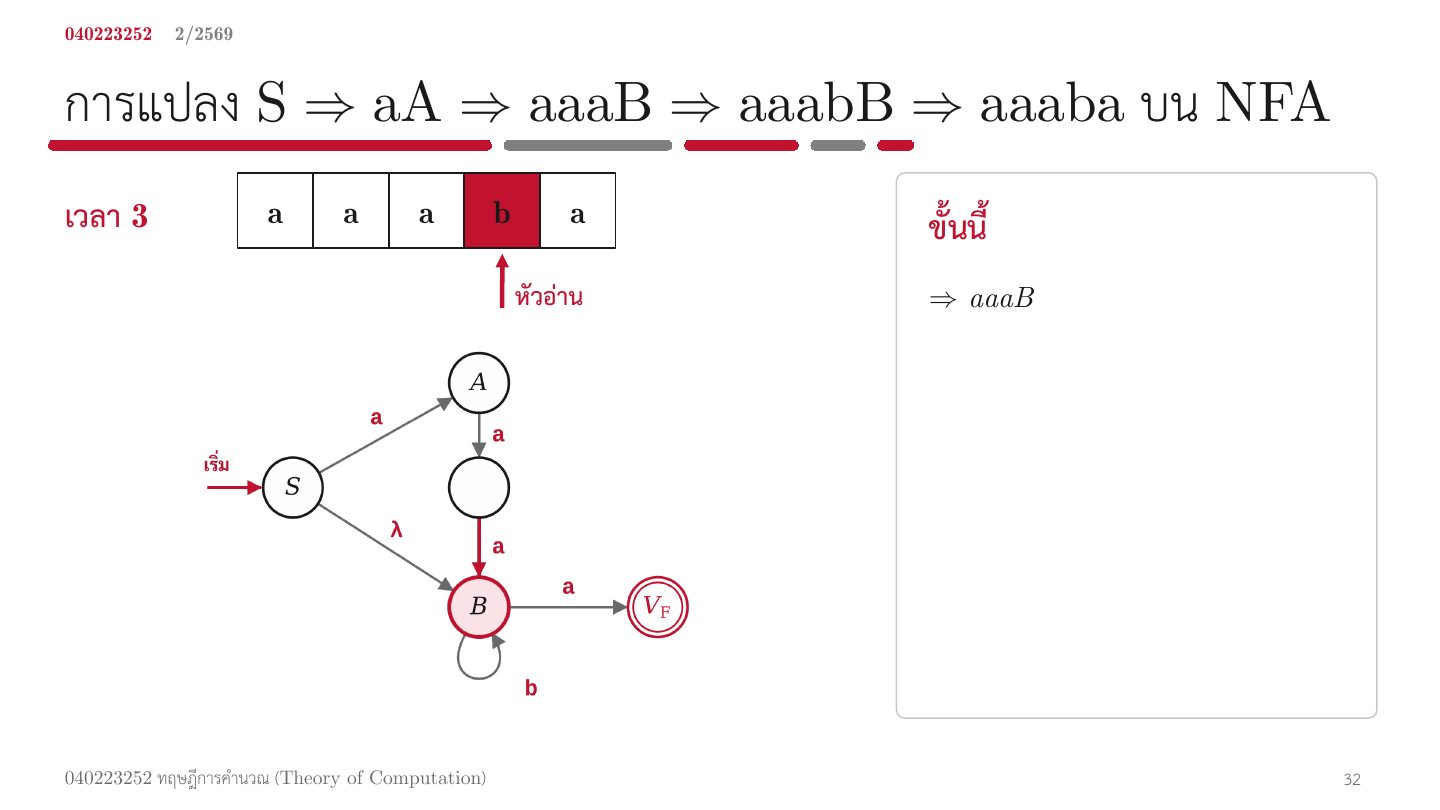 040223252 2/2569
การแปลง S ⇒ aA ⇒ aaaB ⇒ aaabB ⇒ aaaba บน NFA
เวลา 3
a a a b a
หัวอ่าน
ขั้นนี้
⇒ aaaB
A
a
a
เริ่ม
S
λ
a
B
a
V_F
b
040223252 ทฤษฎีการคำนวณ (Theory of Computation)
32